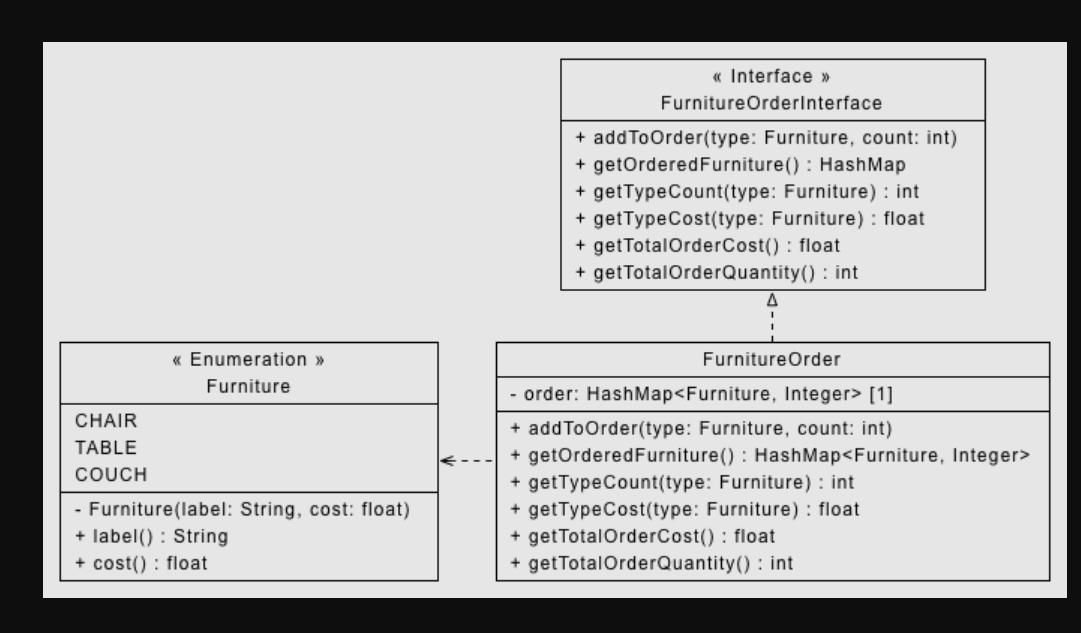 « Interface »
FurnitureOrderInterface
+ addToOrder(type: Furniture, count: int)
+ getOrderedFurniture() : HashMap
+ getTypeCount(type: Furniture) : int
+ getTypeCost(type: Furniture) : float
+ getTotalOrderCost() : float
+ getTotalOrderQuantity() : int
« Enumeration »
Furniture
CHAIR
TABLE
COUCH
- Furniture(label: String, cost: float)
+ label() : String
+ cost() : float
FurnitureOrder
- order: HashMap<Furniture, Integer> [1]
+ addToOrder(type: Furniture, count: int)
+ getOrderedFurniture() : HashMap<Furniture, Integer>
+ getTypeCount(type: Furniture) : int
+ getTypeCost(type: Furniture) : float
+ getTotalOrderCost() : float
+ getTotalOrderQuantity() : int